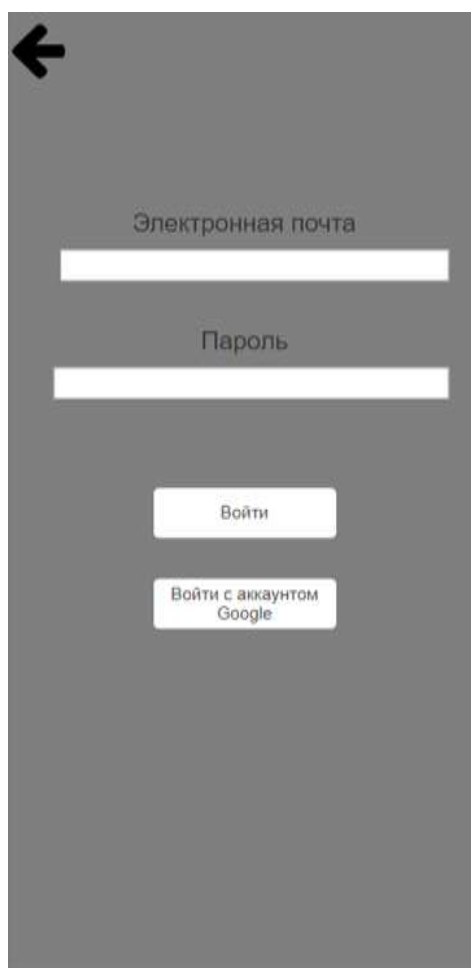 Электронная почта
Пароль
Войти
Войти с аккаунтом
Google